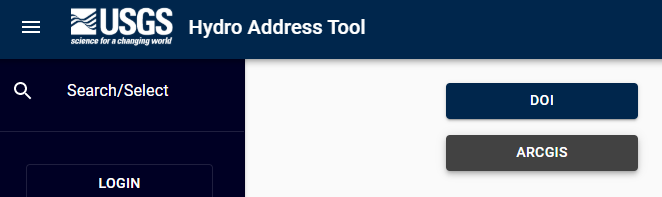 USGS
science for a changing world
Hydro Address Tool
Search/Select
LOGIN
DOI
ARCGIS